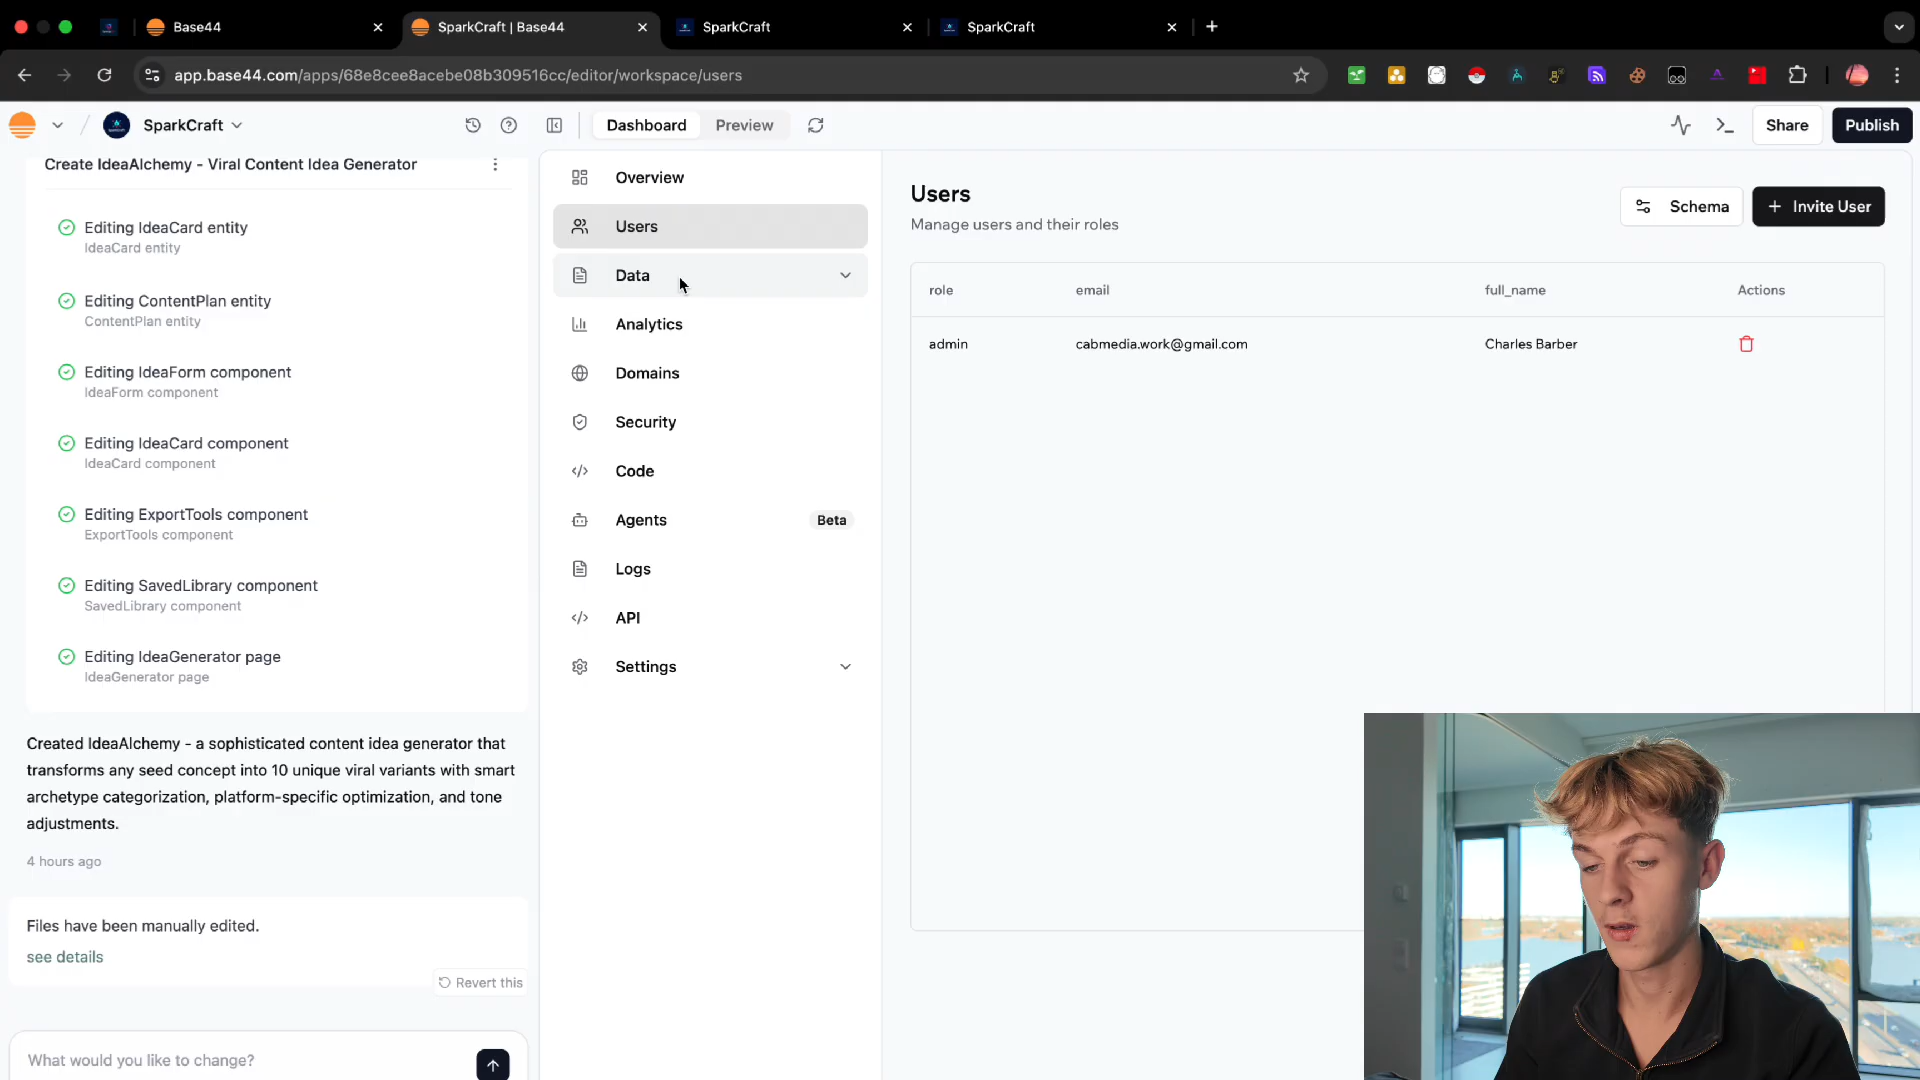 Base44
SparkCraft | Base44
SparkCraft
SparkCraft
app.base44.com/apps/68e8cee8acebe08b309516cc/editor/workspace/users
SparkCraft
Dashboard
Preview
Share
Publish
Create IdeaAlchemy - Viral Content Idea Generator
Editing IdeaCard entity
IdeaCard entity
Editing ContentPlan entity
ContentPlan entity
Editing IdeaForm component
IdeaForm component
Editing IdeaCard component
IdeaCard component
Editing ExportTools component
ExportTools component
Editing SavedLibrary component
SavedLibrary component
Editing IdeaGenerator page
IdeaGenerator page
Created IdeaAlchemy - a sophisticated content idea generator that
transforms any seed concept into 10 unique viral variants with smart
archetype categorization, platform-specific optimization, and tone
adjustments.
4 hours ago
Files have been manually edited.
see details
Revert this
What would you like to change?
Overview
Users
Data
Analytics
Domains
Security
Code
Agents Beta
Logs
API
Settings
Users
Manage users and their roles
Schema
+ Invite User
role email full_name Actions
admin cabmedia.work@gmail.com Charles Barber